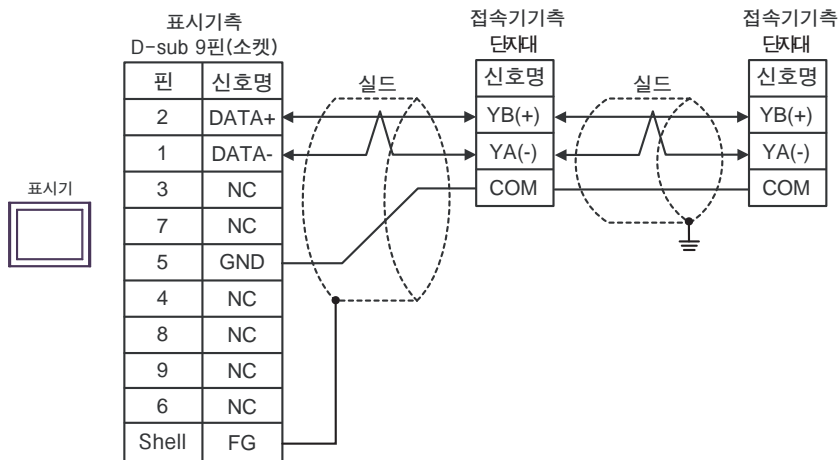 표시기측
D-sub 9핀(소켓)
핀 신호명
2 DATA+
1 DATA-
3 NC
7 NC
5 GND
4 NC
8 NC
9 NC
6 NC
Shell FG
표시기
실드
접속기기측
단자대
신호명
YB(+)
YA(-)
COM
실드
접속기기측
단자대
신호명
YB(+)
YA(-)
COM